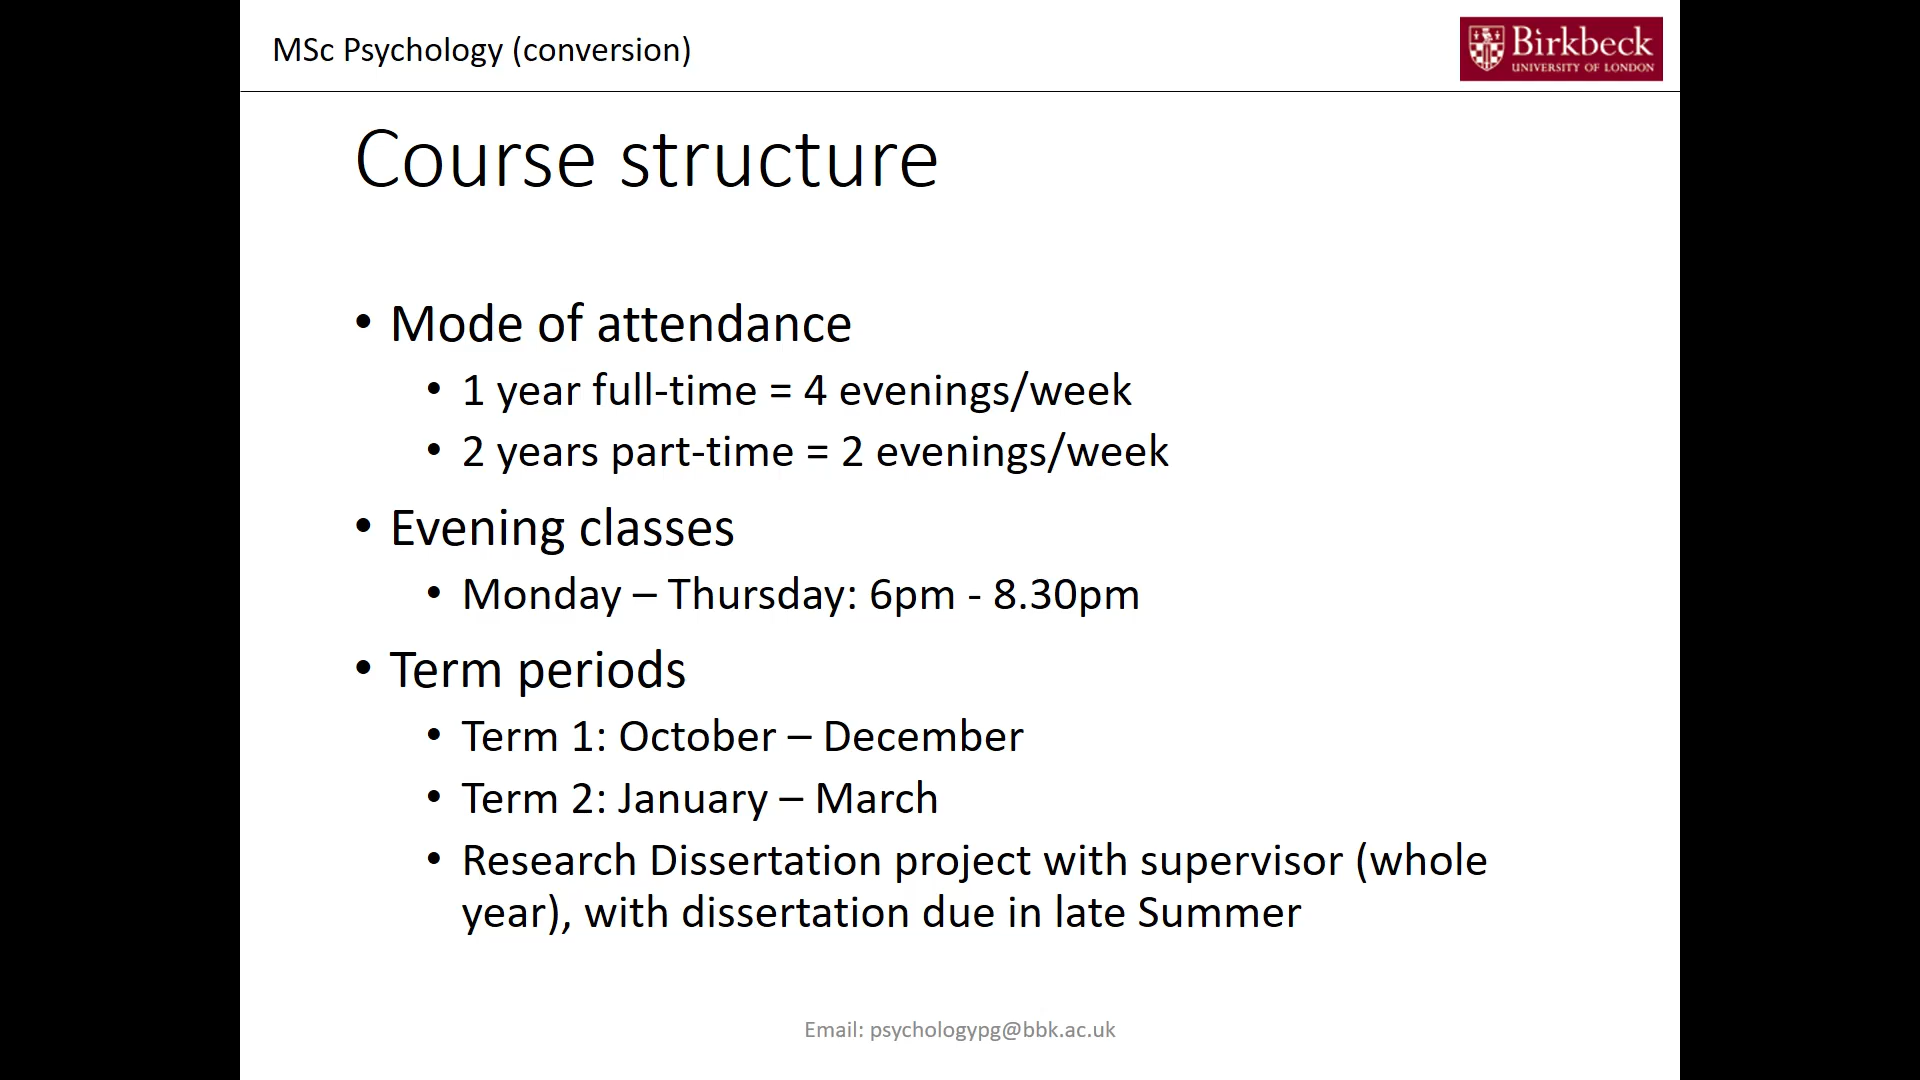 MSc Psychology (conversion)
Birkbeck
UNIVERSITY OF LONDON
Course structure
• Mode of attendance
• 1 year full-time = 4 evenings/week
• 2 years part-time = 2 evenings/week
• Evening classes
• Monday – Thursday: 6pm - 8.30pm
• Term periods
• Term 1: October – December
• Term 2: January – March
• Research Dissertation project with supervisor (whole
year), with dissertation due in late Summer
Email: psychologypg@bbk.ac.uk